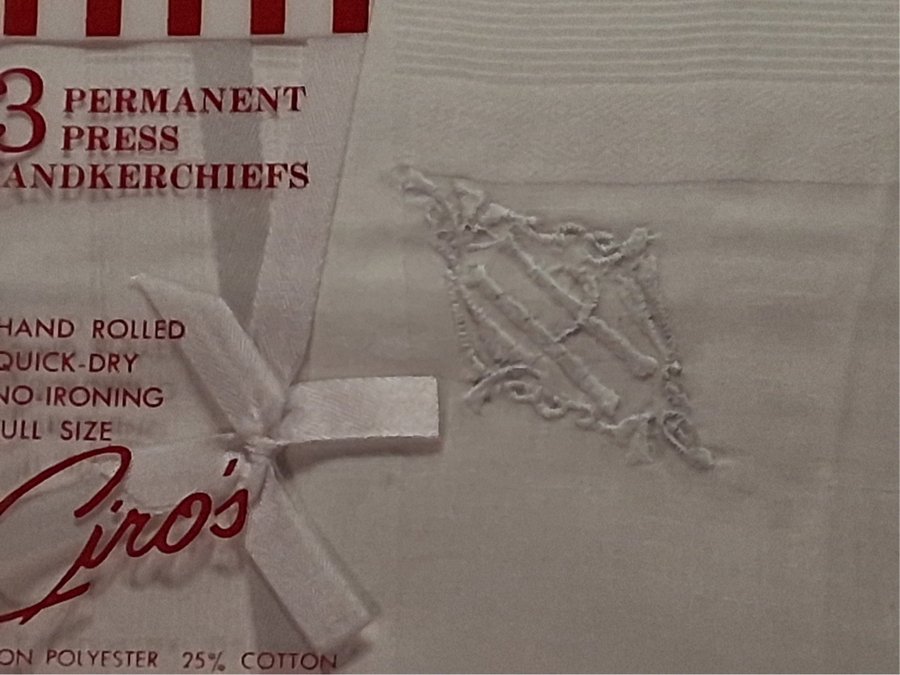 3 PERMANENT
PRESS
ANDKERCHIEFS
HAND ROLLED
QUICK-DRY
NO-IRONING
ULL SIZE
Ciro's
ON POLYESTER 25% COTTON